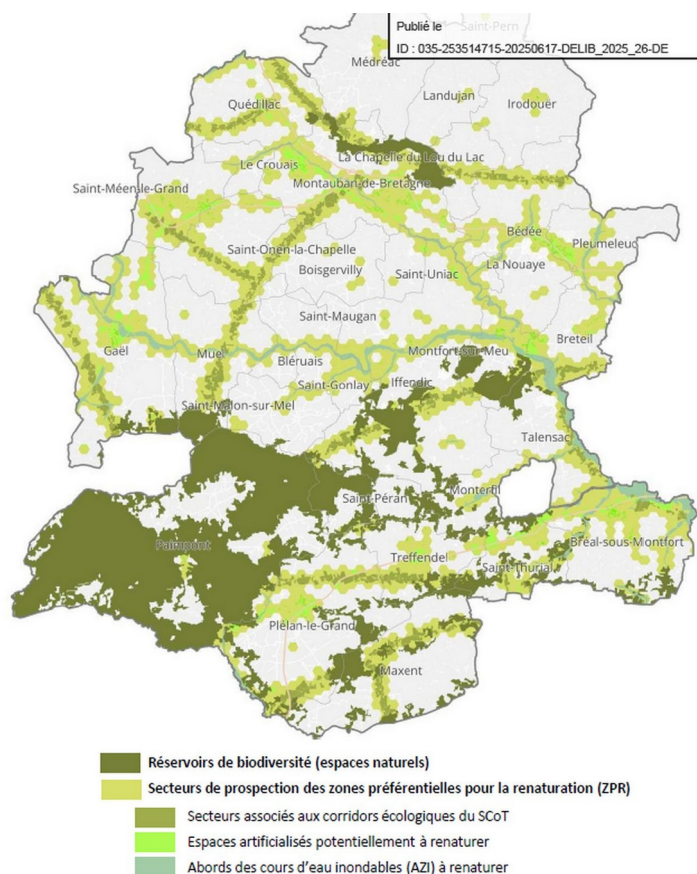 Saint-Pern
Publié le
ID : 035-253514715-20250617-DELIB_2025_26-DE
Médréac
Landujan
Irodouer
Quédillac
La Chapelle du Lou du Lac
Le Crouais
Montauban-de-Bretagne
Saint-Méen-le-Grand
Bédée
Pleumeleuc
Saint-Onen-la-Chapelle
Boisgervilly
Saint-Uniac
La Nouaye
Saint-Maugan
Breteil
Gaël
Muel
Montfort-sur-Meu
Bléruais
Saint-Gonlay
Iffendic
Saint-Malon-sur-Mel
Talensac
Saint-Péran
Monterfil
Paimpont
Bréal-sous-Montfort
Treffendel
Saint-Thurial
Plélan-le-Grand
Maxent
Réservoirs de biodiversité (espaces naturels)
Secteurs de prospection des zones préférentielles pour la renaturation (ZPR)
Secteurs associés aux corridors écologiques du SCoT
Espaces artificialisés potentiellement à renaturer
Abords des cours d'eau inondables (AZI) à renaturer